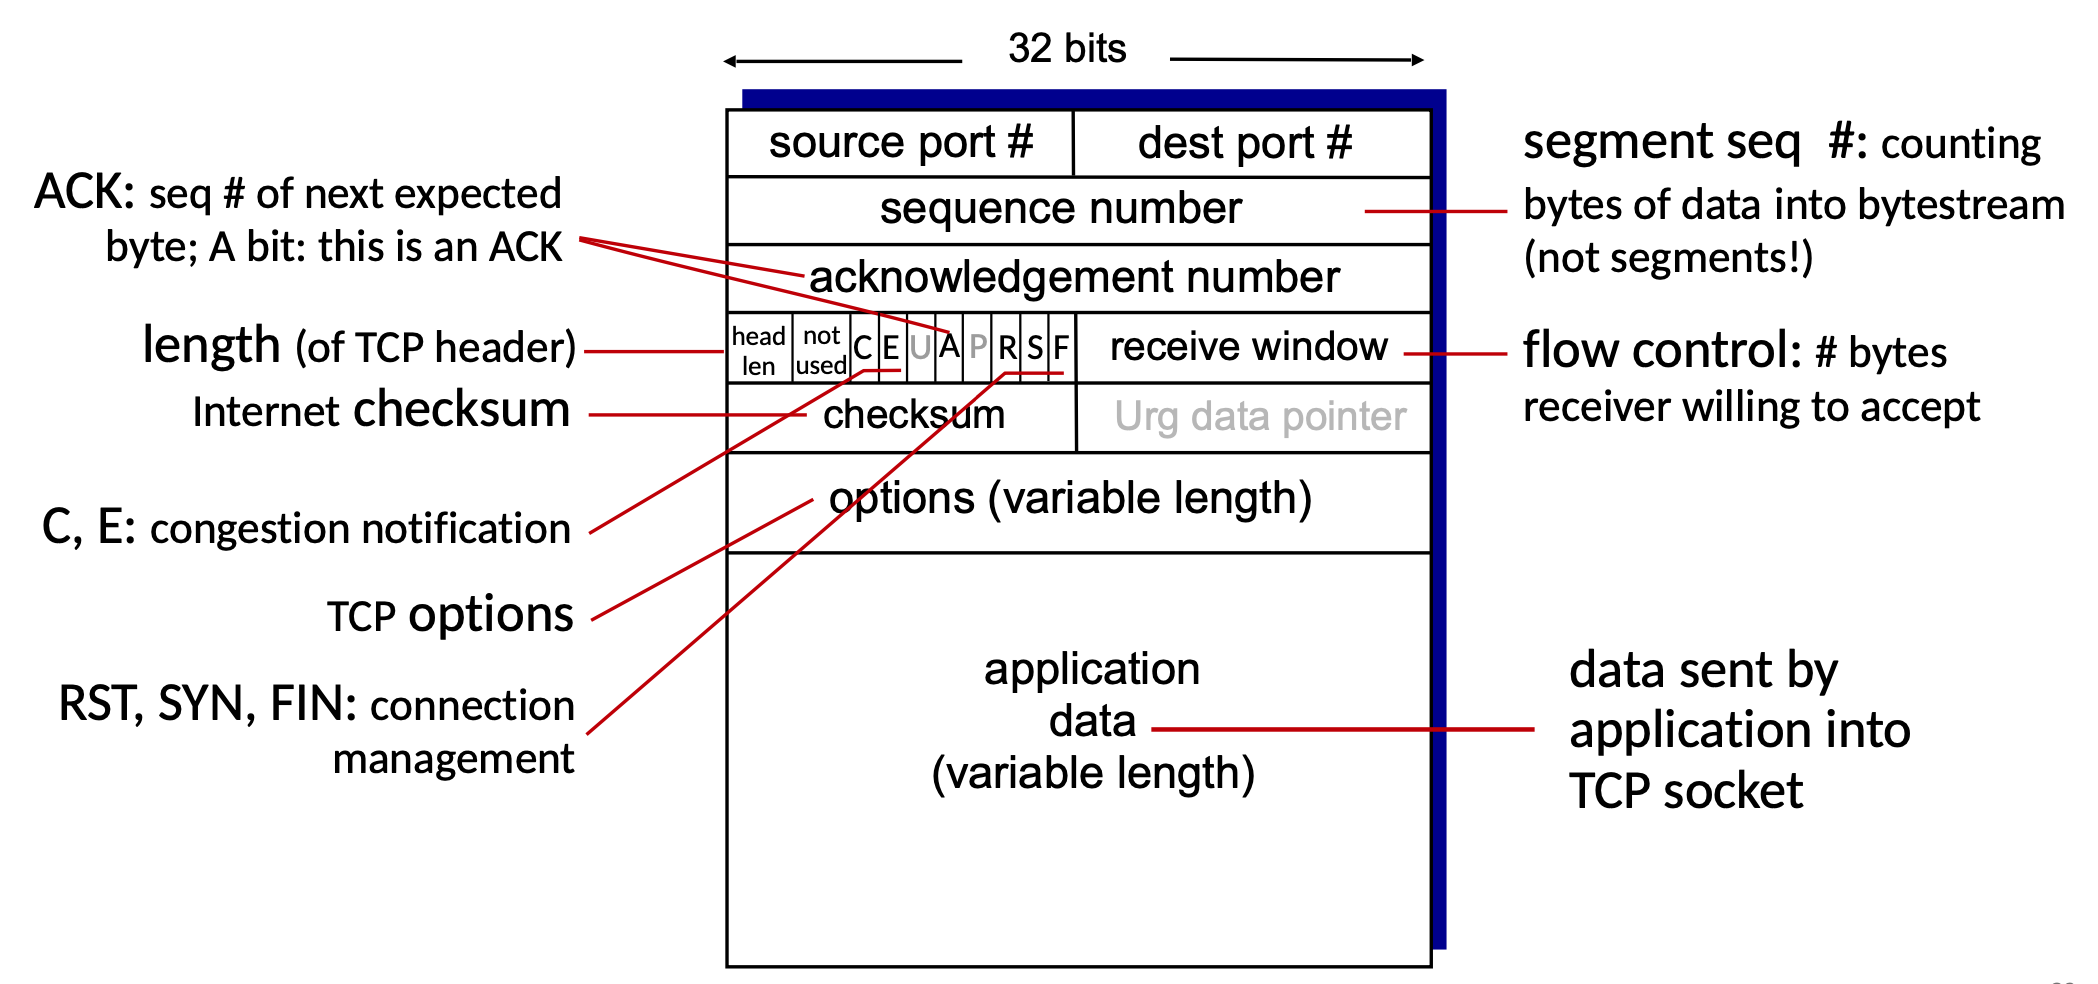 32 bits
source port #
dest port #
sequence number
acknowledgement number
head
len
not
used
C E U A P R S F
receive window
checksum
Urg data pointer
options (variable length)
application
data
(variable length)
ACK: seq # of next expected
byte; A bit: this is an ACK
length (of TCP header)
Internet checksum
C, E: congestion notification
TCP options
RST, SYN, FIN: connection
management
segment seq #: counting
bytes of data into bytestream
(not segments!)
flow control: # bytes
receiver willing to accept
data sent by
application into
TCP socket